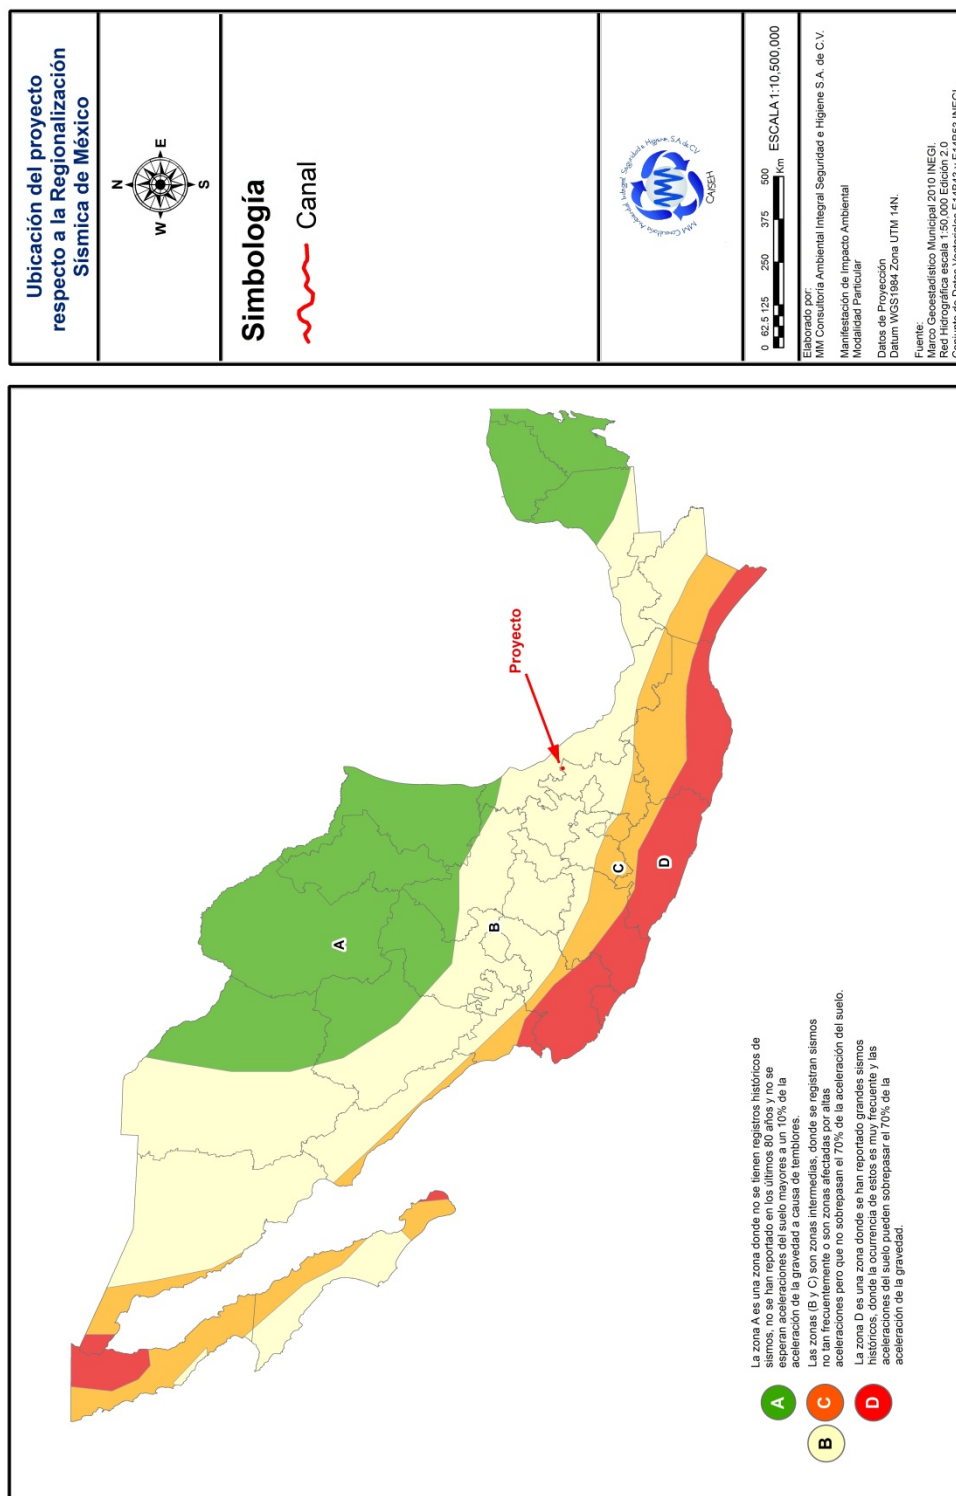 Ubicación del proyecto
respecto a la Regionalización
Sísmica de México
N
W
E
S
Simbología
Canal
MM Consultoría Ambiental Integral Seguridad e Higiene S.A. de C.V.
CAISEH
0 62.5 125 250 375 500
Km
ESCALA 1:10,500,000
Elaborado por:
MM Consultoría Ambiental Integral Seguridad e Higiene S.A. de C.V.
Manifestación de Impacto Ambiental
Modalidad Particular
Datos de Proyección
Datum WGS1984 Zona UTM 14N.
Fuente:
Marco Geoestadístico Municipal 2010 INEGI.
Red Hidrográfica escala 1:50,000 Edición 2.0
Proyecto
A
B
C
D
A
La zona A es una zona donde no se tienen registros históricos de
sismos, no se han reportado en los últimos 80 años y no se
esperan aceleraciones del suelo mayores a un 10% de la
aceleración de la gravedad a causa de temblores.
B C
Las zonas (B y C) son zonas intermedias, donde se registran sismos
no tan frecuentemente o son zonas afectadas por altas
aceleraciones pero que no sobrepasan el 70% de la aceleración del suelo.
D
La zona D es una zona donde se han reportado grandes sismos
históricos, donde la ocurrencia de estos es muy frecuente y las
aceleraciones del suelo pueden sobrepasar el 70% de la
aceleración de la gravedad.